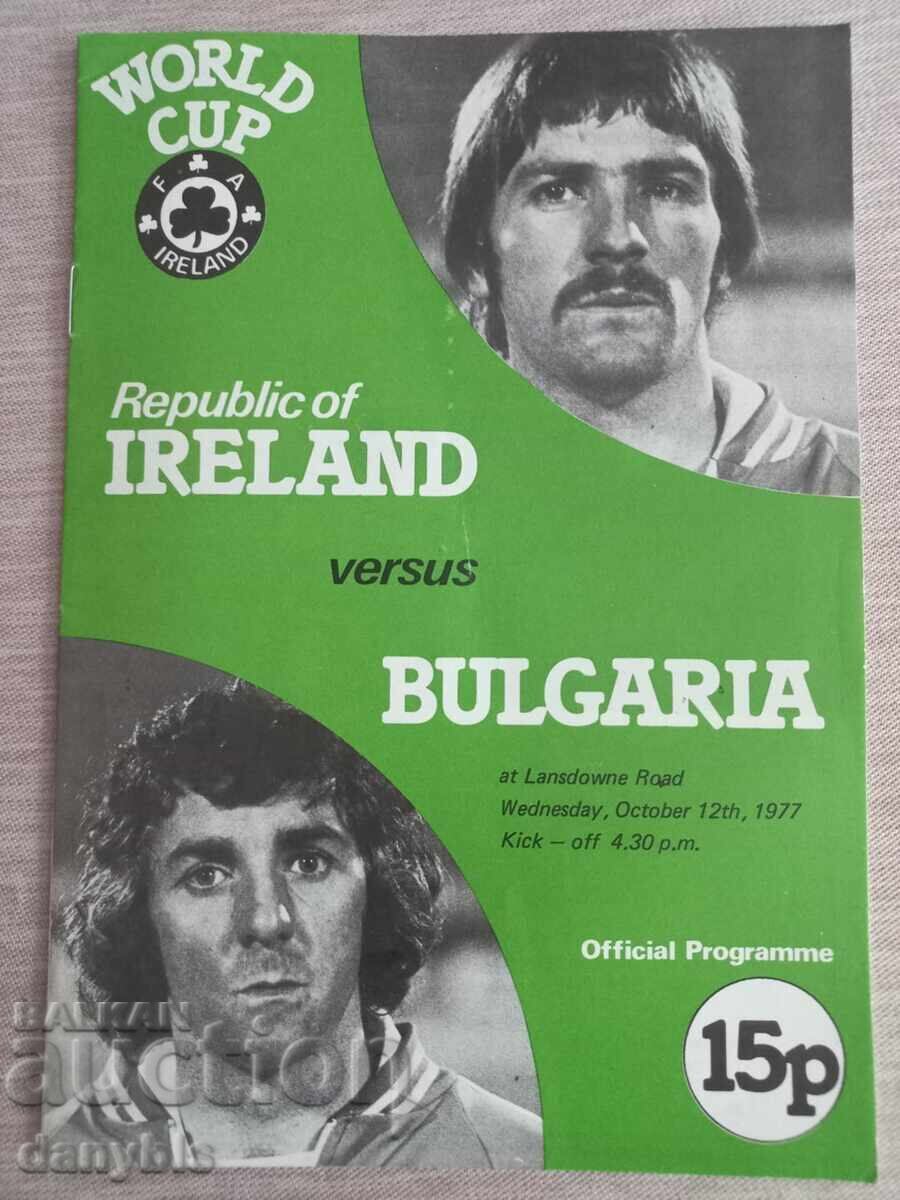 WORLD
CUP
F A
IRELAND
Republic of
IRELAND
versus
BULGARIA
at Lansdowne Road
Wednesday, October 12th, 1977
Kick – off 4.30 p.m.
Official Programme
15p
BALKAN
auction
danybls